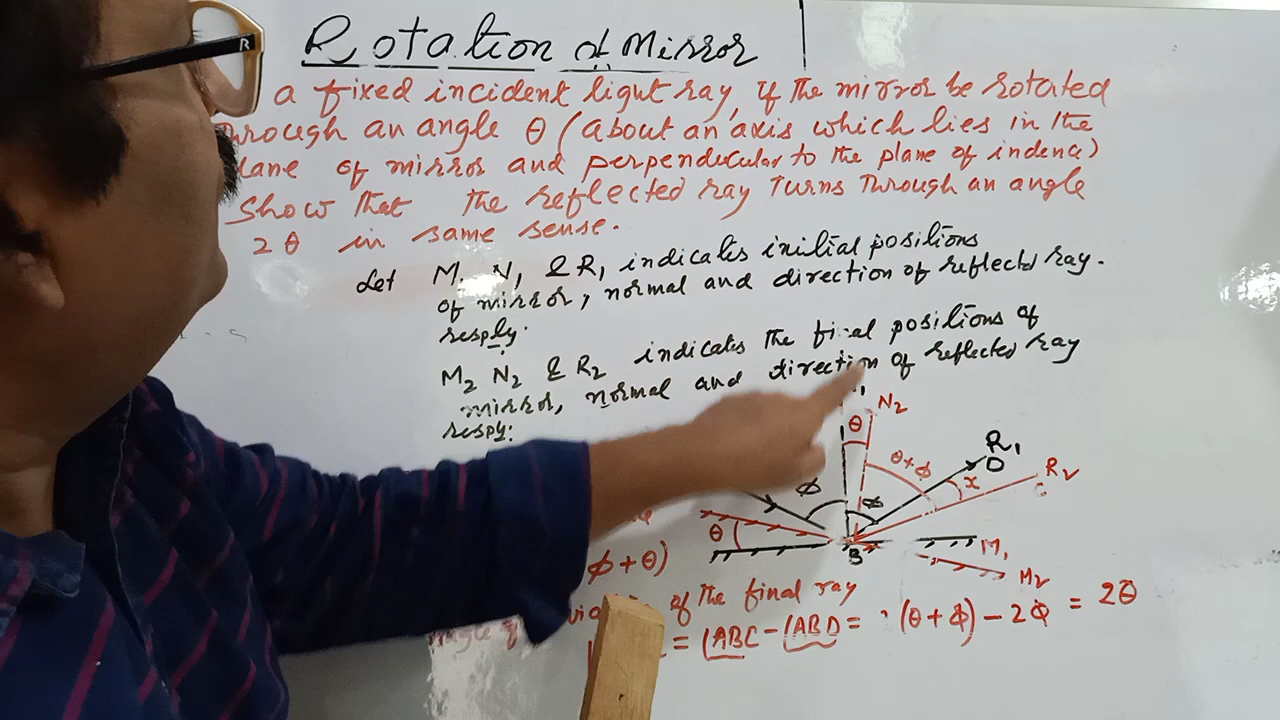 Rotation of Mirror
a fixed incident light ray, if the mirror be rotated
through an angle θ (about an axis which lies in the
lane of mirror and perpendicular to the plane of indence)
Show that the reflected ray turns through an angle
2θ in same sense.
Let M, N, & R, indicates initial positions
of mirror, normal and direction of reflected ray.
resply.
M2 N2 & R2 indicates the final positions of
mirror, normal and direction of reflected ray
respy:
N2
θ
R1
D
θ+ϕ
R2
x
C
ϕ
ϕ
θ
B
M1
M2
ϕ+θ)
of the final ray
= ∠ABC - ∠ABD = (θ+ϕ) - 2ϕ = 2θ